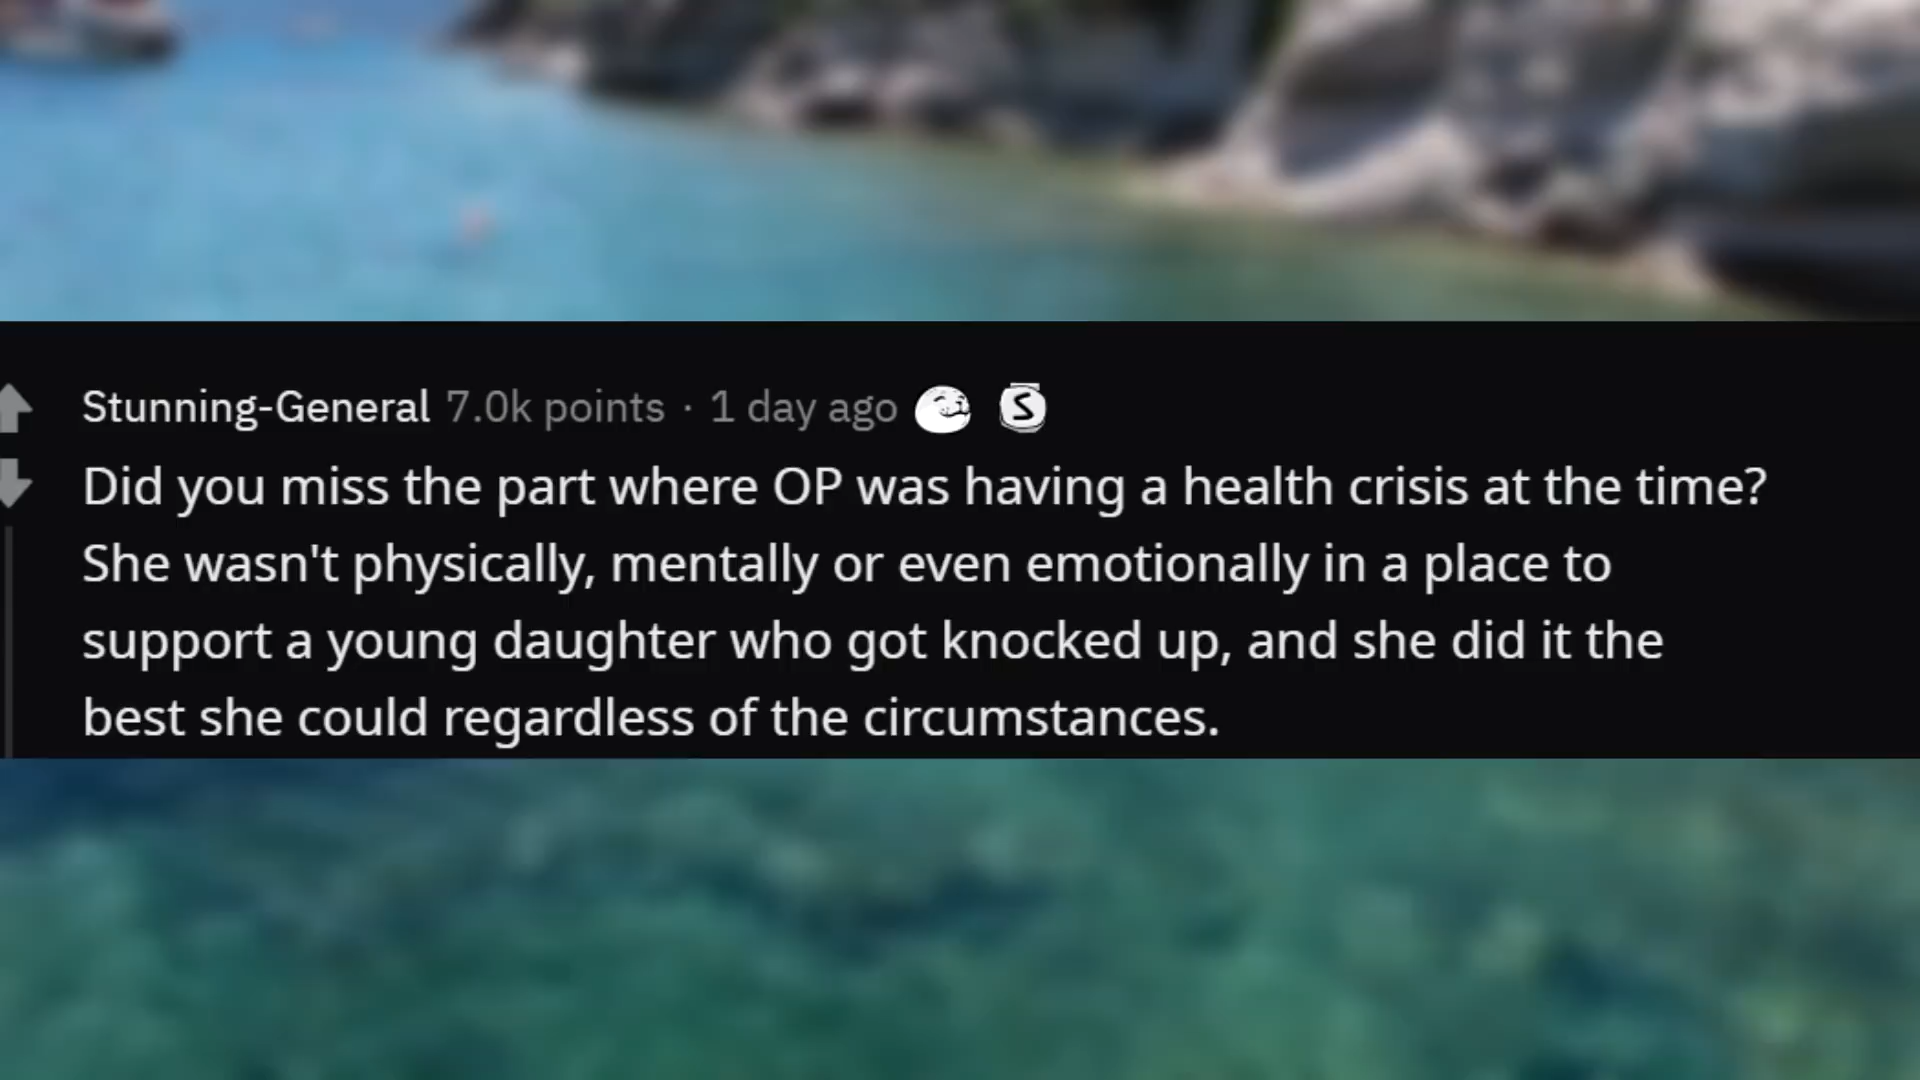 Stunning-General 7.0k points · 1 day ago
Did you miss the part where OP was having a health crisis at the time?
She wasn't physically, mentally or even emotionally in a place to
support a young daughter who got knocked up, and she did it the
best she could regardless of the circumstances.